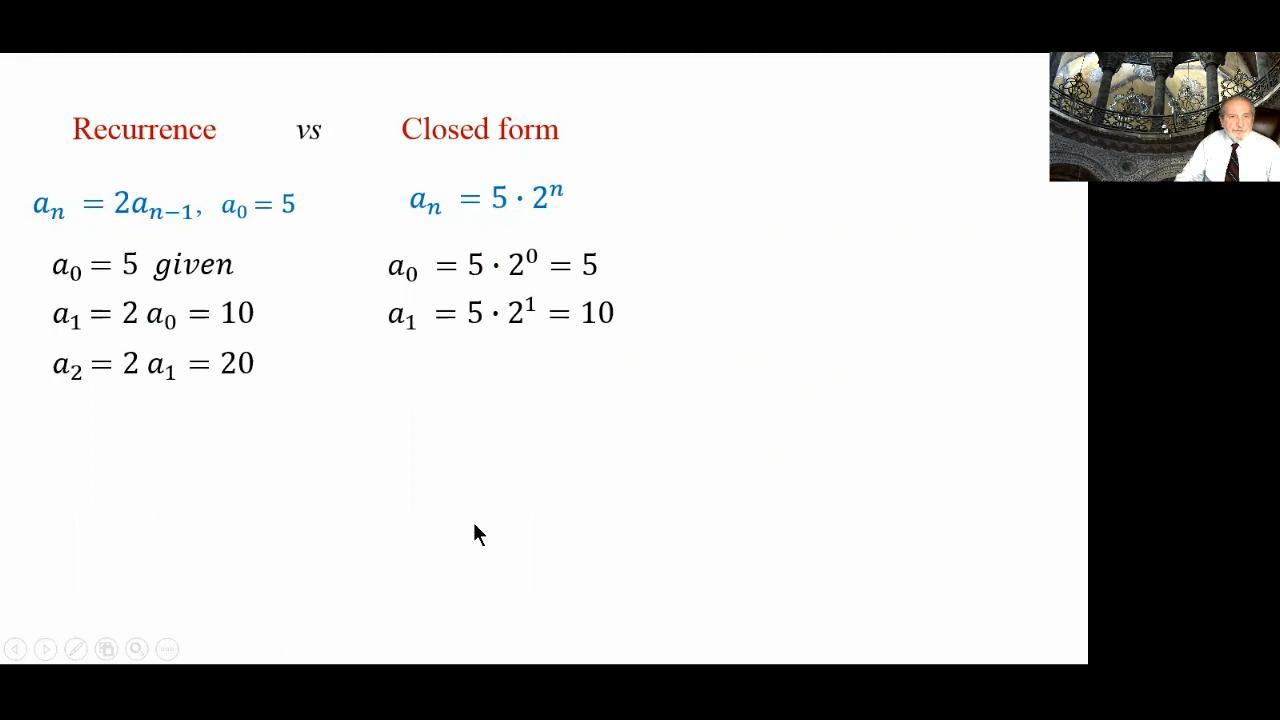 Recurrence vs Closed form
aₙ = 2aₙ₋₁, a₀ = 5 aₙ = 5 · 2ⁿ
a₀ = 5 given a₀ = 5 · 2⁰ = 5
a₁ = 2 a₀ = 10 a₁ = 5 · 2¹ = 10
a₂ = 2 a₁ = 20